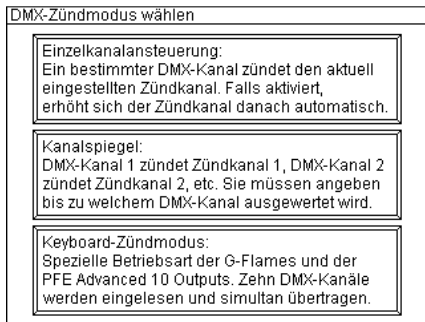 DMX-Zündmodus wählen
Einzelkanalansteuerung:
Ein bestimmter DMX-Kanal zündet den aktuell
eingestellten Zündkanal. Falls aktiviert,
erhöht sich der Zündkanal danach automatisch.
Kanalspiegel:
DMX-Kanal 1 zündet Zündkanal 1, DMX-Kanal 2
zündet Zündkanal 2, etc. Sie müssen angeben
bis zu welchem DMX-Kanal ausgewertet wird.
Keyboard-Zündmodus:
Spezielle Betriebsart der G-Flames und der
PFE Advanced 10 Outputs. Zehn DMX-Kanäle
werden eingelesen und simultan übertragen.